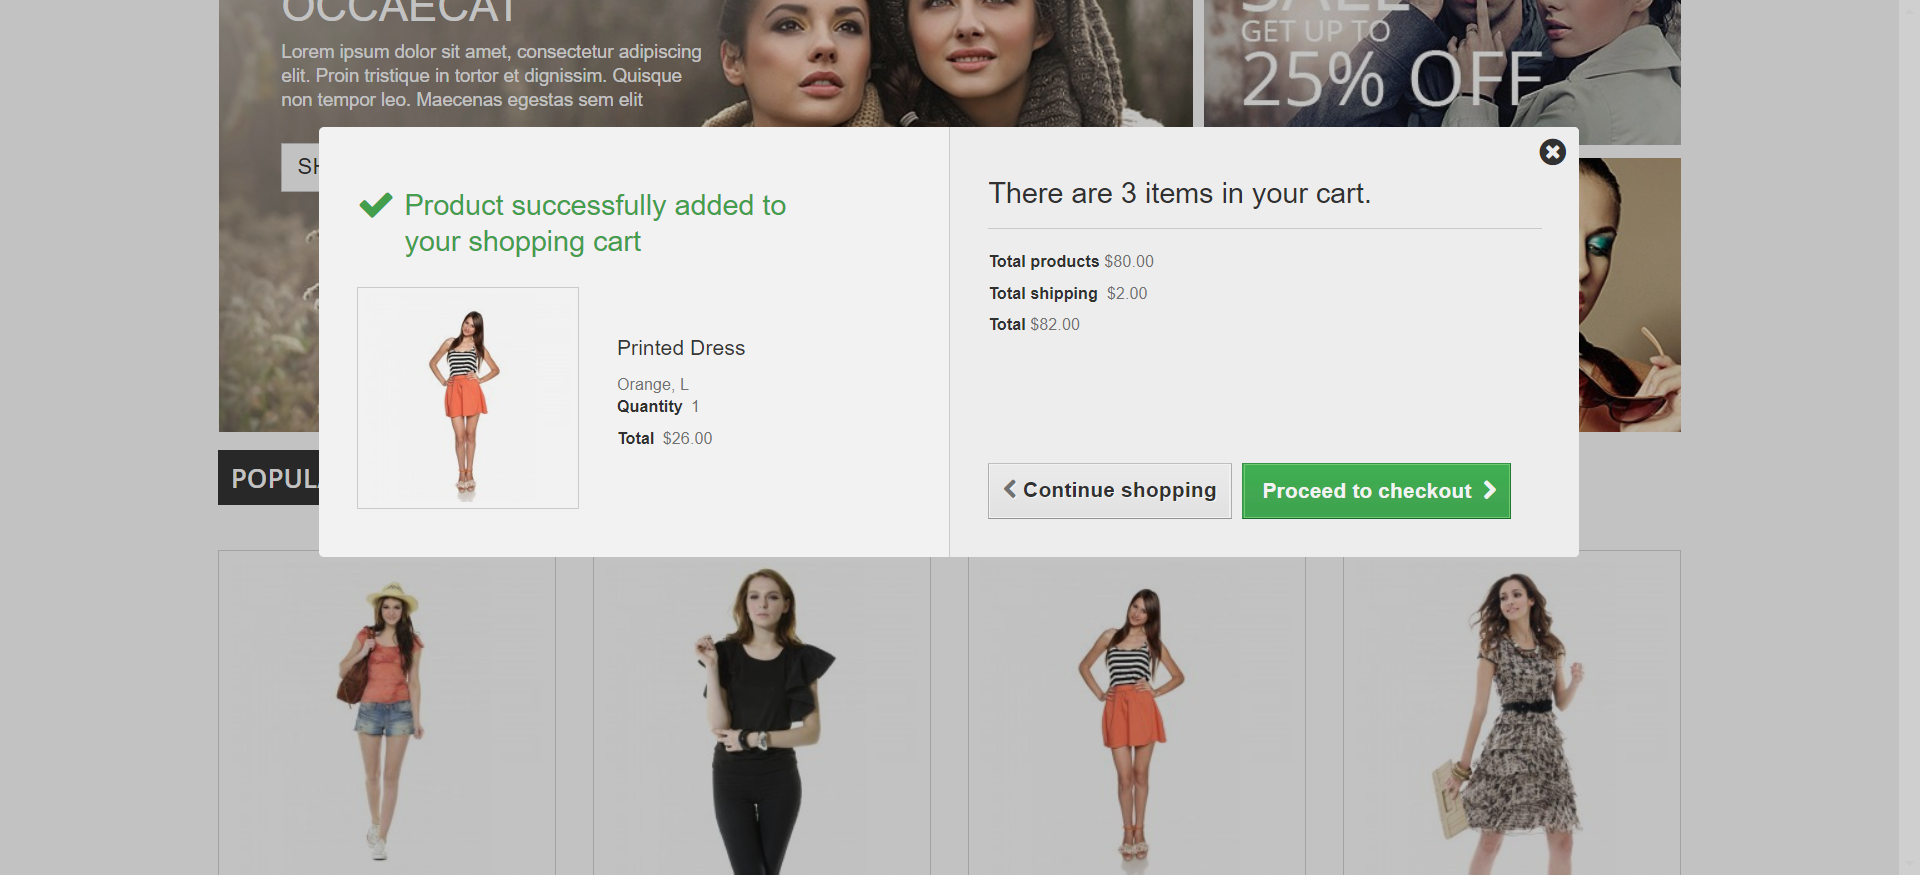 OCCAECAT
Lorem ipsum dolor sit amet, consectetur adipiscing
elit. Proin tristique in tortor et dignissim. Quisque
non tempor leo. Maecenas egestas sem elit
SH
SALE
GET UP TO
25% OFF
Product successfully added to
your shopping cart
Printed Dress
Orange, L
Quantity 1
Total $26.00
There are 3 items in your cart.
Total products $80.00
Total shipping $2.00
Total $82.00
Continue shopping
Proceed to checkout
POPULA